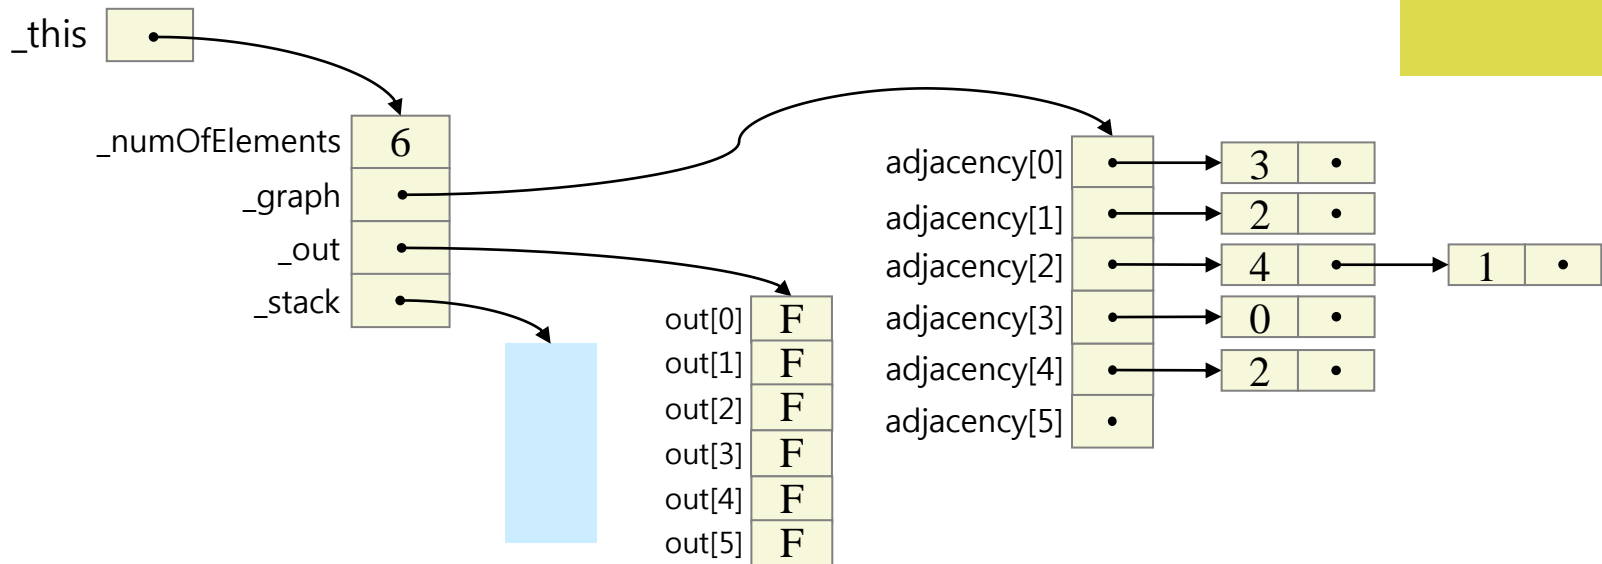 _this
_numOfElements 6
_graph
_out
_stack
out[0] F
out[1] F
out[2] F
out[3] F
out[4] F
out[5] F
adjacency[0] 3
adjacency[1] 2
adjacency[2] 4 1
adjacency[3] 0
adjacency[4] 2
adjacency[5]